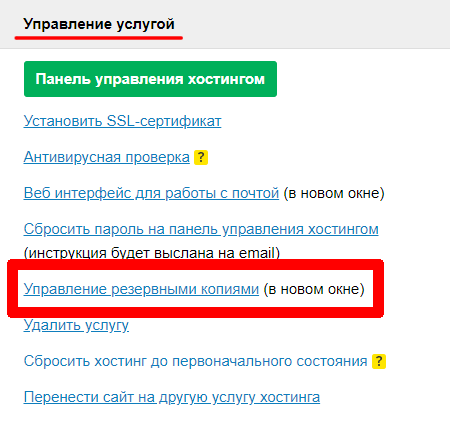 Управление услугой
Панель управления хостингом
Установить SSL-сертификат
Антивирусная проверка ?
Веб интерфейс для работы с почтой (в новом окне)
Сбросить пароль на панель управления хостингом
(инструкция будет выслана на email)
Управление резервными копиями (в новом окне)
Удалить услугу
Сбросить хостинг до первоначального состояния ?
Перенести сайт на другую услугу хостинга